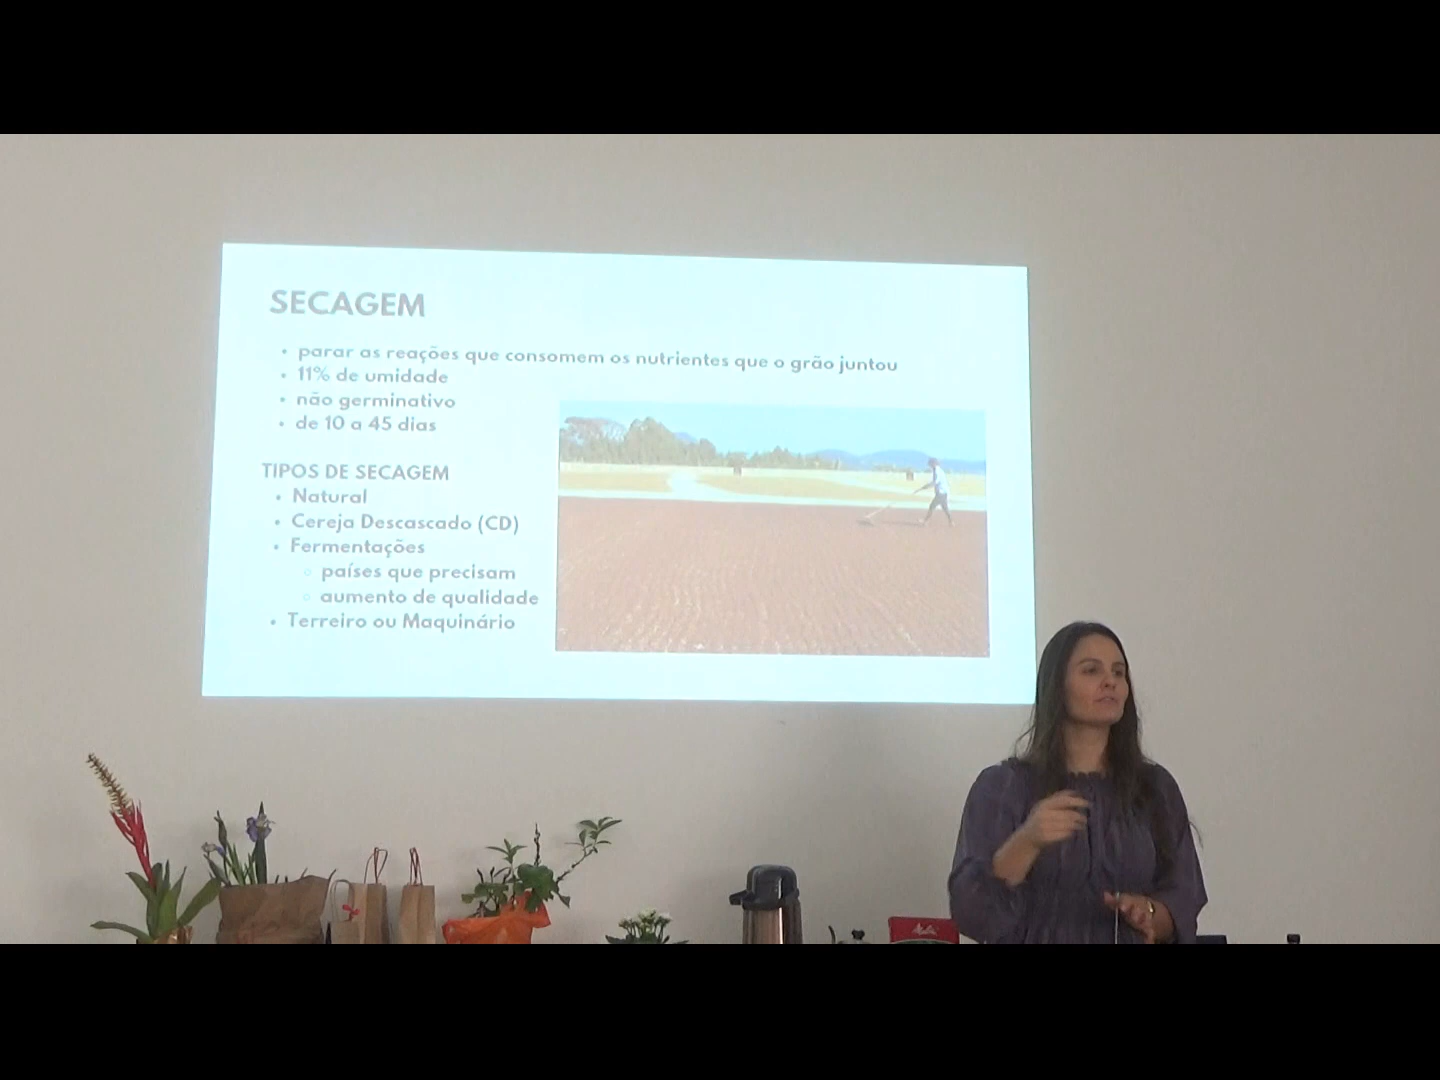 SECAGEM
• parar as reações que consomem os nutrientes que o grão juntou
• 11% de umidade
• não germinativo
• de 10 a 45 dias
TIPOS DE SECAGEM
• Natural
• Cereja Descascado (CD)
• Fermentações
○ países que precisam
○ aumento de qualidade
• Terreiro ou Maquinário